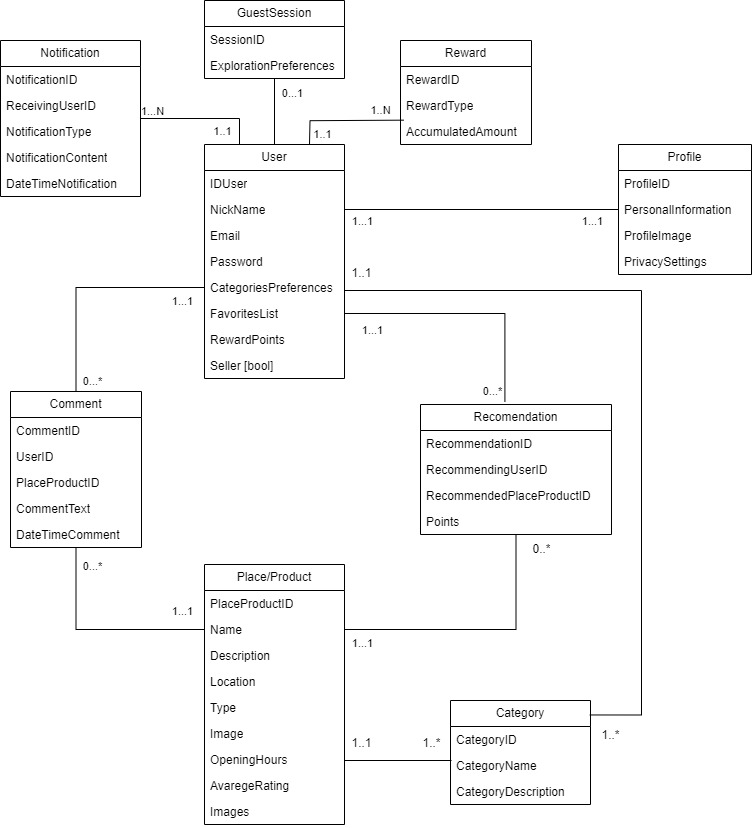 GuestSession
SessionID
ExplorationPreferences
Notification
NotificationID
ReceivingUserID
NotificationType
NotificationContent
DateTimeNotification
Reward
RewardID
RewardType
AccumulatedAmount
0...1
1...N
1..1
1..N
1..1
User
IDUser
NickName
Email
Password
CategoriesPreferences
FavoritesList
RewardPoints
Seller [bool]
Profile
ProfileID
PersonalInformation
ProfileImage
PrivacySettings
1...1
1...1
1..1
1...1
1...1
0...*
0...*
Comment
CommentID
UserID
PlaceProductID
CommentText
DateTimeComment
Recomendation
RecommendationID
RecommendingUserID
RecommendedPlaceProductID
Points
0...*
0..*
1...1
1...1
Place/Product
PlaceProductID
Name
Description
Location
Type
Image
OpeningHours
AvaregeRating
Images
1..1
1..*
1..*
Category
CategoryID
CategoryName
CategoryDescription